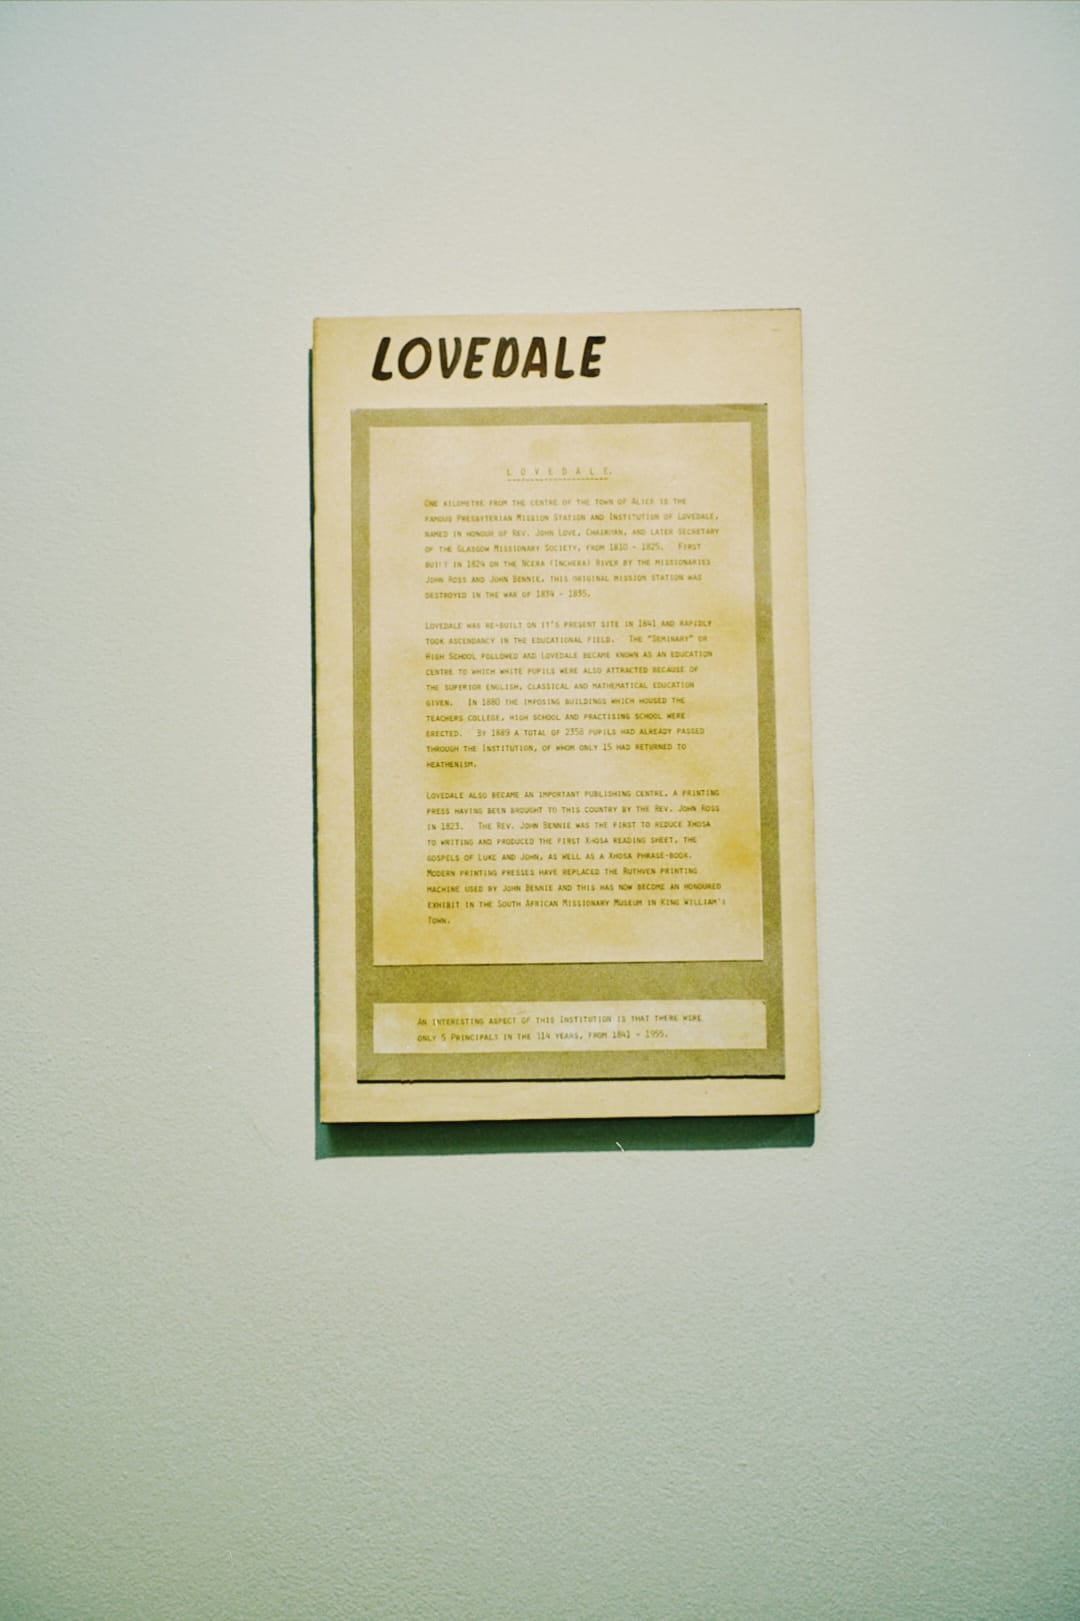 LOVEDALE
LOVEDALE.
ONE KILOMETRE FROM THE CENTRE OF THE TOWN OF ALICE IS THE
FAMOUS PRESBYTERIAN MISSION STATION AND INSTITUTION OF LOVEDALE,
NAMED IN HONOUR OF REV. JOHN LOVE, CHAIRMAN, AND LATER SECRETARY
OF THE GLASGOW MISSIONARY SOCIETY, FROM 1810 - 1825. FIRST
BUILT IN 1824 ON THE NCERA (INCHERA) RIVER BY THE MISSIONARIES
JOHN ROSS AND JOHN BENNIE, THIS ORIGINAL MISSION STATION WAS
DESTROYED IN THE WAR OF 1834 - 1835.
LOVEDALE WAS RE-BUILT ON IT'S PRESENT SITE IN 1841 AND RAPIDLY
TOOK ASCENDANCY IN THE EDUCATIONAL FIELD. THE "SEMINARY" OR
HIGH SCHOOL FOLLOWED AND LOVEDALE BECAME KNOWN AS AN EDUCATION
CENTRE TO WHICH WHITE PUPILS WERE ALSO ATTRACTED BECAUSE OF
THE SUPERIOR ENGLISH, CLASSICAL AND MATHEMATICAL EDUCATION
GIVEN. IN 1880 THE IMPOSING BUILDINGS WHICH HOUSED THE
TEACHERS COLLEGE, HIGH SCHOOL AND PRACTISING SCHOOL WERE
ERECTED. BY 1889 A TOTAL OF 2358 PUPILS HAD ALREADY PASSED
THROUGH THE INSTITUTION, OF WHOM ONLY 15 HAD RETURNED TO
HEATHENISM.
LOVEDALE ALSO BECAME AN IMPORTANT PUBLISHING CENTRE, A PRINTING
PRESS HAVING BEEN BROUGHT TO THIS COUNTRY BY THE REV. JOHN ROSS
IN 1823. THE REV. JOHN BENNIE WAS THE FIRST TO REDUCE XHOSA
TO WRITING AND PRODUCED THE FIRST XHOSA READING SHEET, THE
GOSPELS OF LUKE AND JOHN, AS WELL AS A XHOSA PHRASE-BOOK.
MODERN PRINTING PRESSES HAVE REPLACED THE RUTHVEN PRINTING
MACHINE USED BY JOHN BENNIE AND THIS HAS NOW BECOME AN HONOURED
EXHIBIT IN THE SOUTH AFRICAN MISSIONARY MUSEUM IN KING WILLIAM'S
TOWN.
AN INTERESTING ASPECT OF THIS INSTITUTION IS THAT THERE WERE
ONLY 5 PRINCIPALS IN THE 114 YEARS, FROM 1841 - 1955.